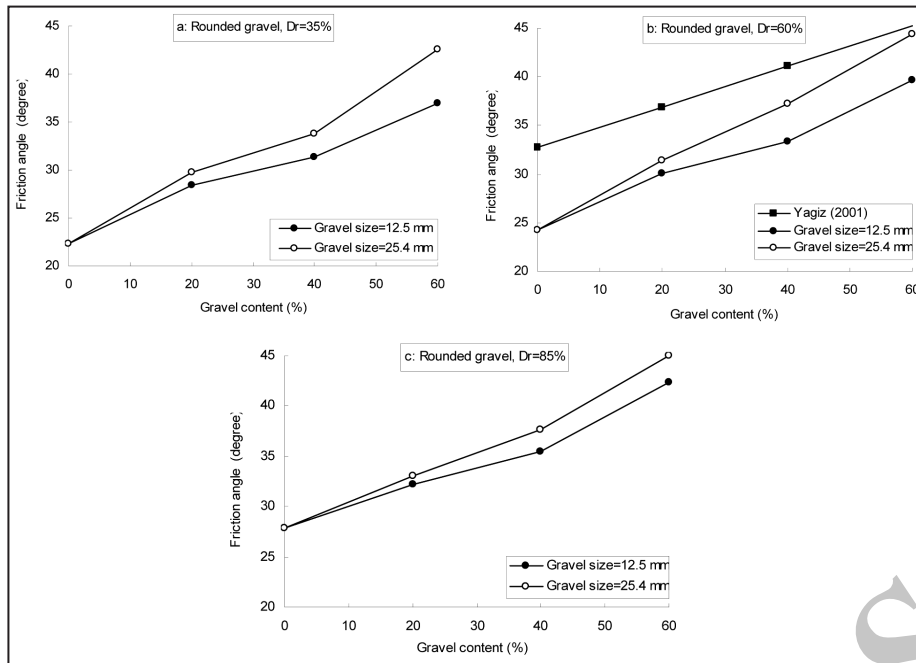 a: Rounded gravel, Dr=35%
45
40
35
30
25
20
Friction angle (degree)
0 10 20 30 40 50 60
Gravel content (%)
Gravel size=12.5 mm
Gravel size=25.4 mm
b: Rounded gravel, Dr=60%
45
40
35
30
25
20
Friction angle (degree)
0 10 20 30 40 50 60
Gravel content (%)
Yagiz (2001)
Gravel size=12.5 mm
Gravel size=25.4 mm
c: Rounded gravel, Dr=85%
45
40
35
30
25
20
Friction angle (degree)
0 10 20 30 40 50 60
Gravel content (%)
Gravel size=12.5 mm
Gravel size=25.4 mm